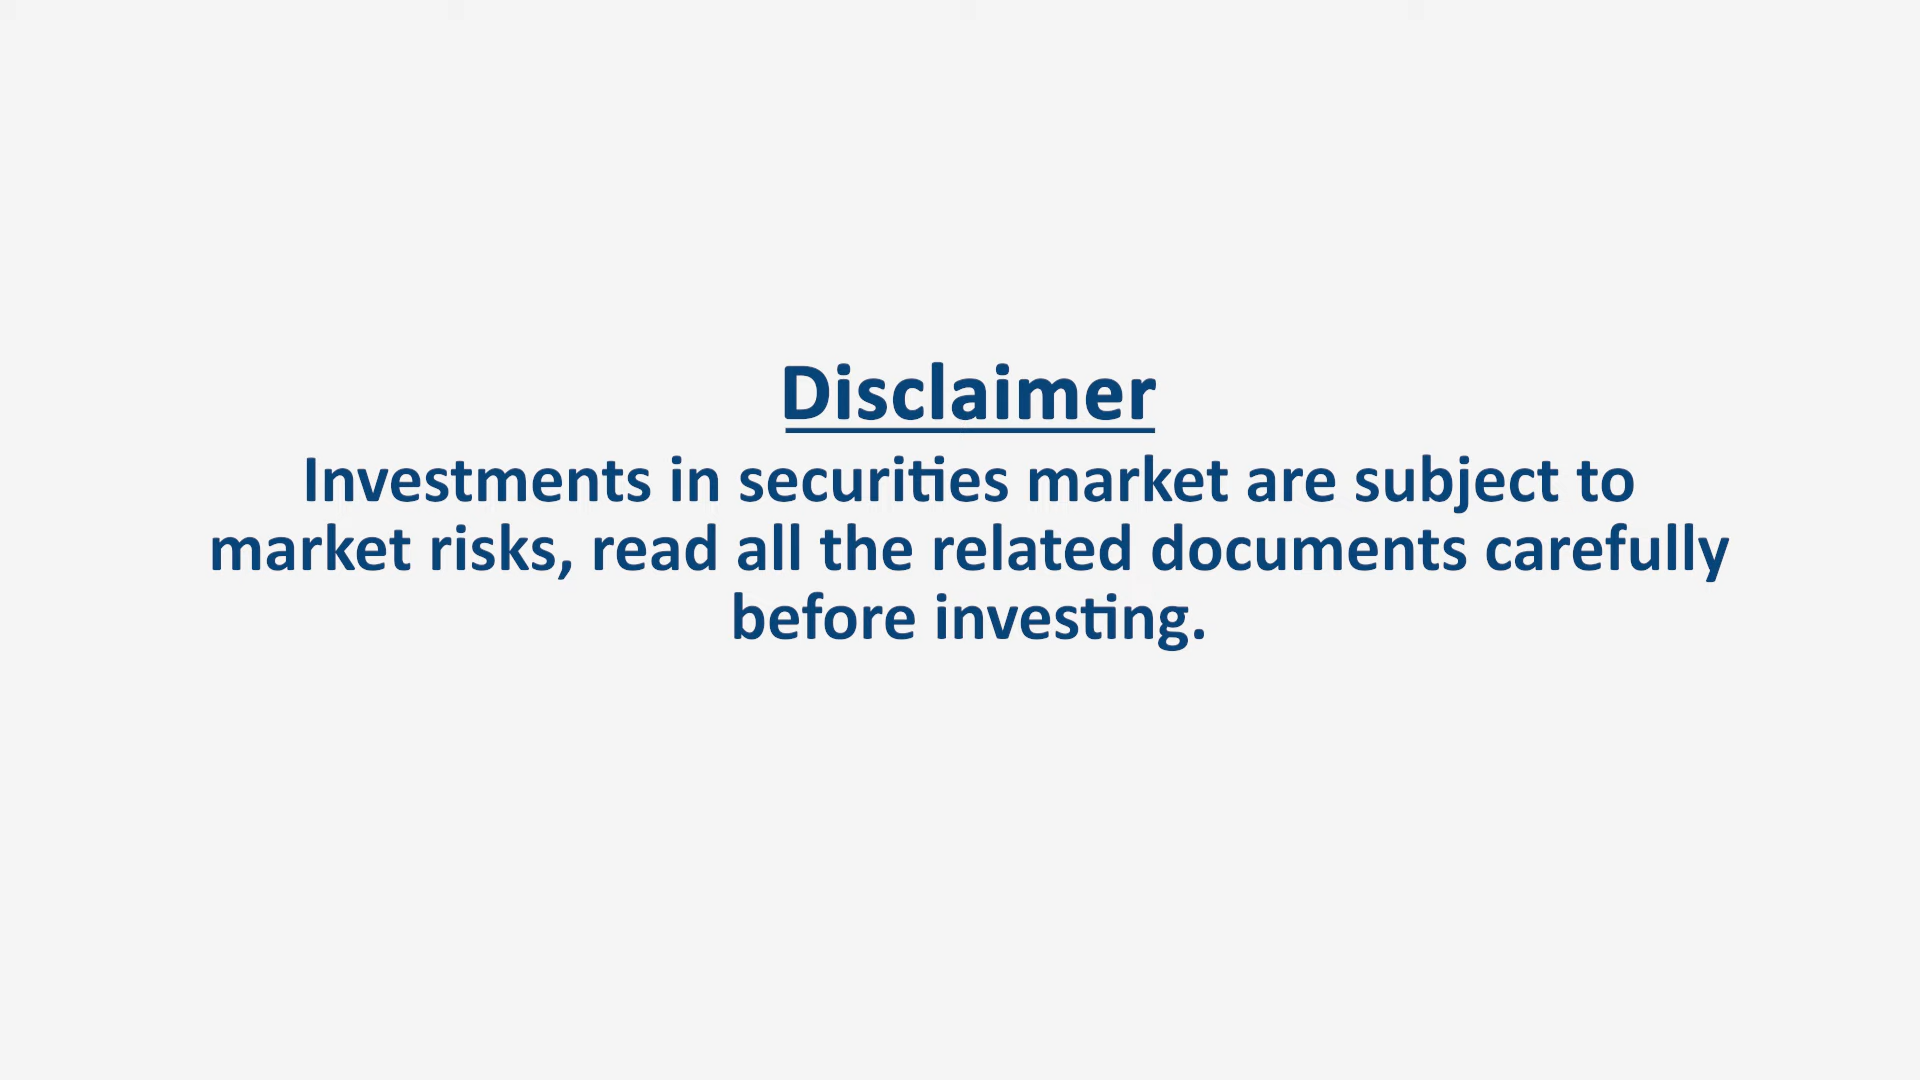 Disclaimer
Investments in securities market are subject to
market risks, read all the related documents carefully
before investing.